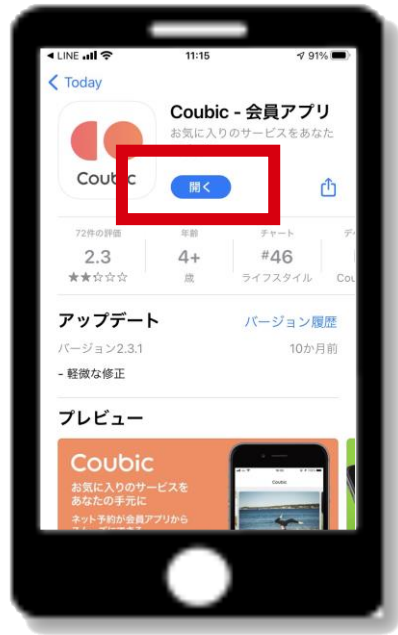 ◀LINE
11:15
91%
Today
Coubic - 会員アプリ
お気に入りのサービスをあなた
Coubic
開く
72件の評価
年齢
チャート
2.3
4+
#46
★★☆☆☆
歳
ライフスタイル
アップデート
バージョン履歴
バージョン2.3.1
10か月前
- 軽微な修正
プレビュー
Coubic
お気に入りのサービスを
あなたの手元に
ネット予約が会員アプリから
Coubic